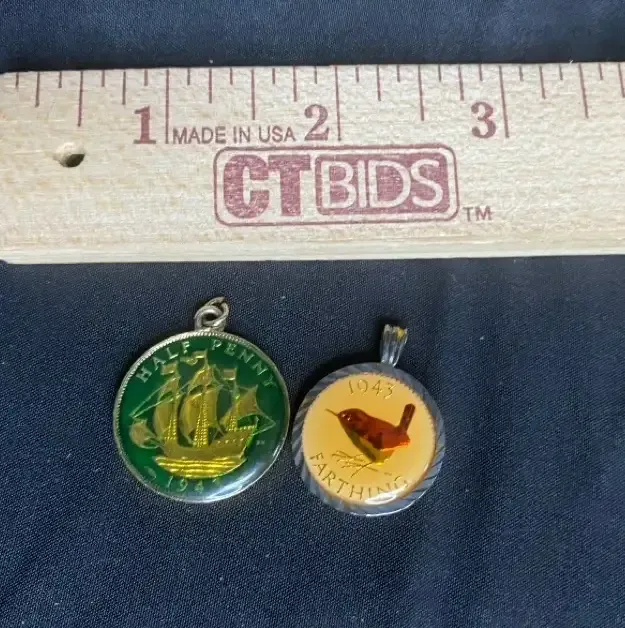 1 MADE IN USA 2 3
CT BIDS TM
HALF PENNY
1943
FARTHING